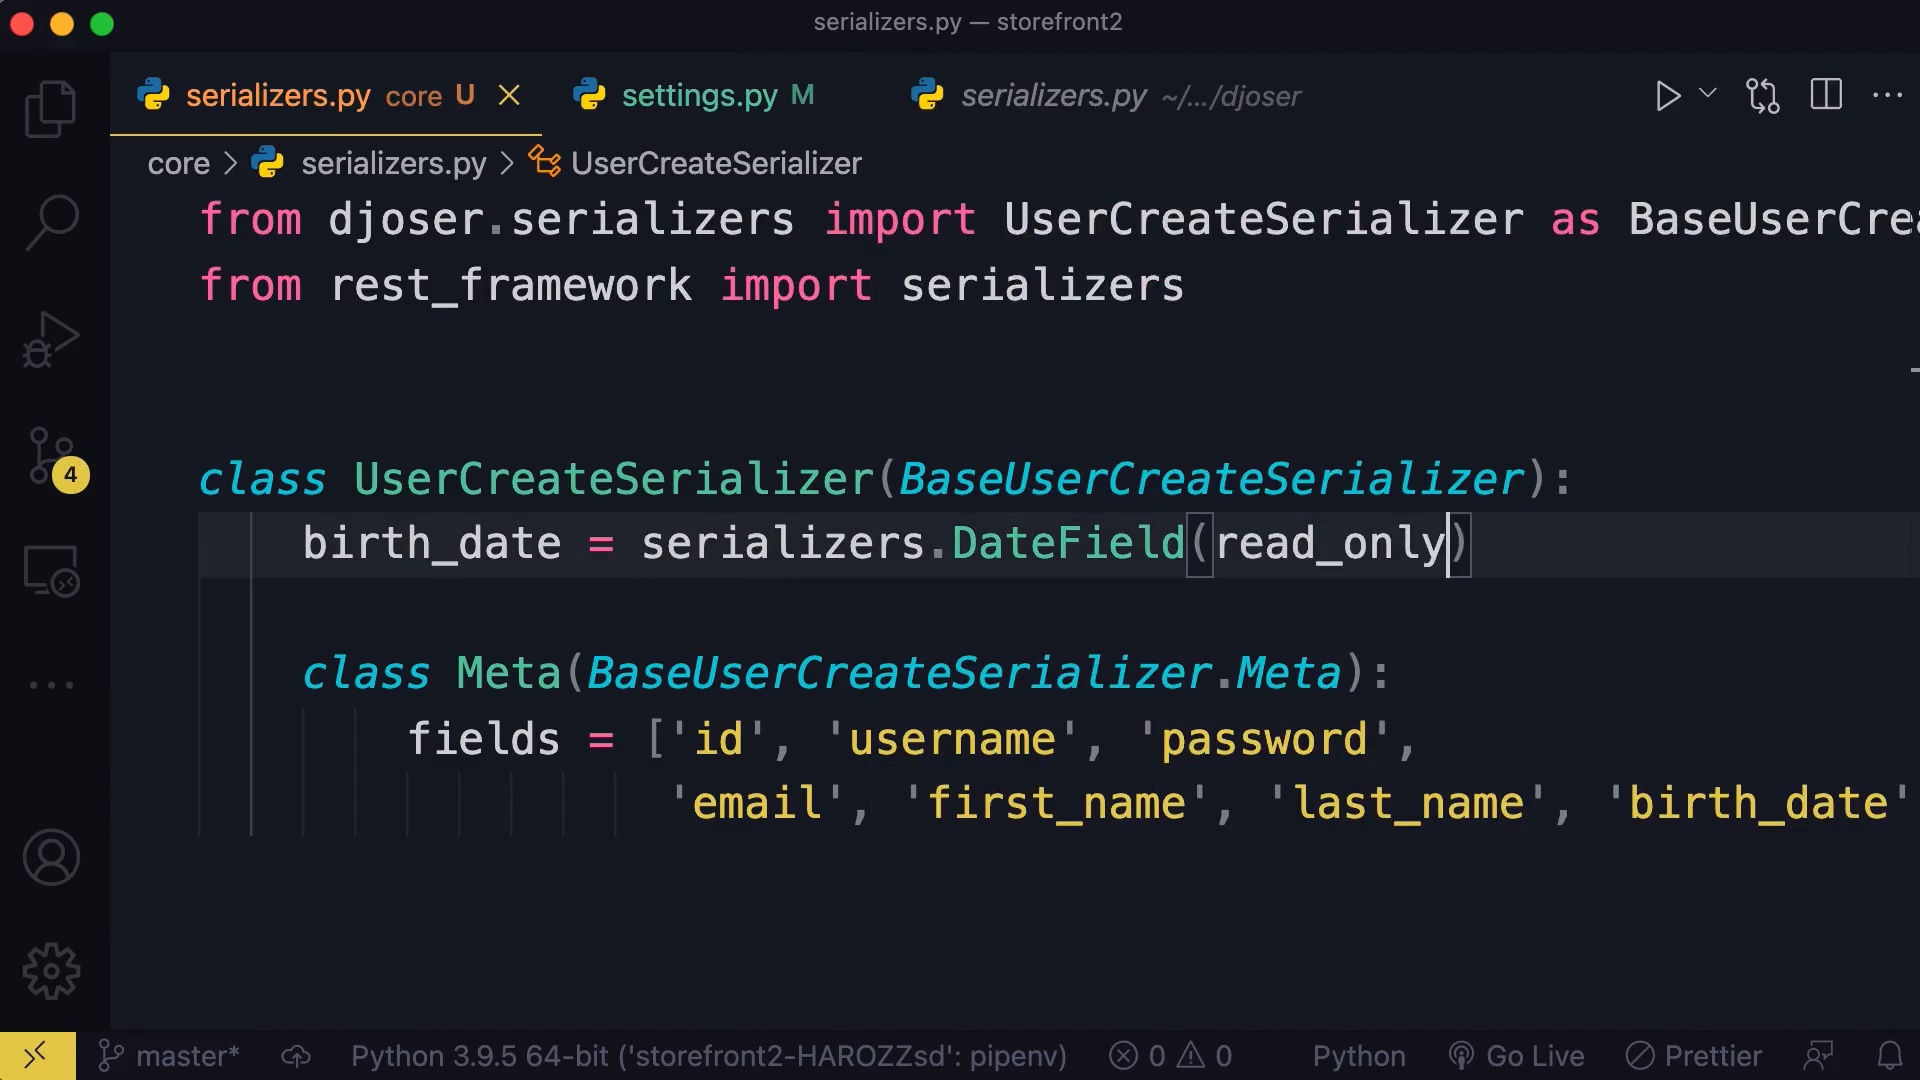 serializers.py — storefront2
serializers.py core U settings.py M serializers.py ~/.../djoser
core > serializers.py > UserCreateSerializer
from djoser.serializers import UserCreateSerializer as BaseUserCrea
from rest_framework import serializers
class UserCreateSerializer(BaseUserCreateSerializer):
birth_date = serializers.DateField(read_only)
class Meta(BaseUserCreateSerializer.Meta):
fields = ['id', 'username', 'password',
'email', 'first_name', 'last_name', 'birth_date'
4
master* Python 3.9.5 64-bit ('storefront2-HAROZZsd': pipenv) 0 0 Python Go Live Prettier